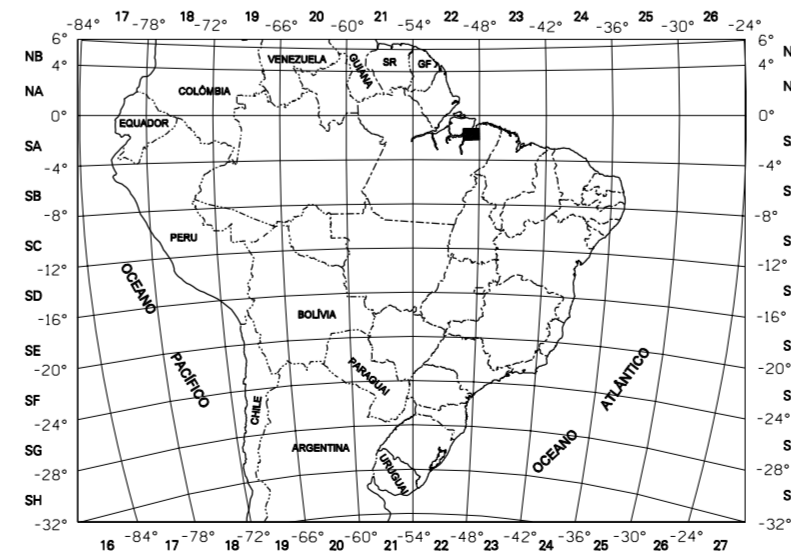 17 18 19 20 21 22 23 24 25 26
-84° -78° -72° -66° -60° -54° -48° -42° -36° -30° -24°
6° 6°
NB VENEZUELA GUIANA SR GF N
4° 4°
NA COLÔMBIA N
0° 0°
EQUADOR
SA S
-4° -4°
SB S
-8° -8°
SC PERU S
-12° -12°
OCEANO
SD S
-16° BOLÍVIA -16°
SE S
-20° PACÍFICO PARAGUAI ATLÂNTICO -20°
SF CHILE S
-24° -24°
SG ARGENTINA OCEANO S
-28° URUGUAI -28°
SH S
-32° -84° -78° -72° -66° -60° -54° -48° -42° -36° -30° -24° -32°
16 17 18 19 20 21 22 23 24 25 26 27